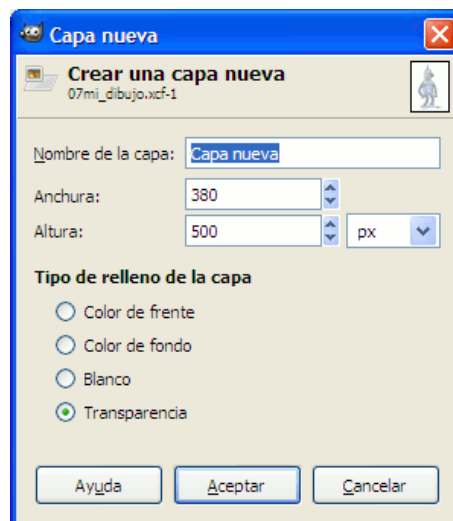 Capa nueva
Crear una capa nueva
07mi_dibujo.xcf-1
Nombre de la capa: Capa nueva
Anchura: 380
Altura: 500 px
Tipo de relleno de la capa
Color de frente
Color de fondo
Blanco
Transparencia
Ayuda Aceptar Cancelar